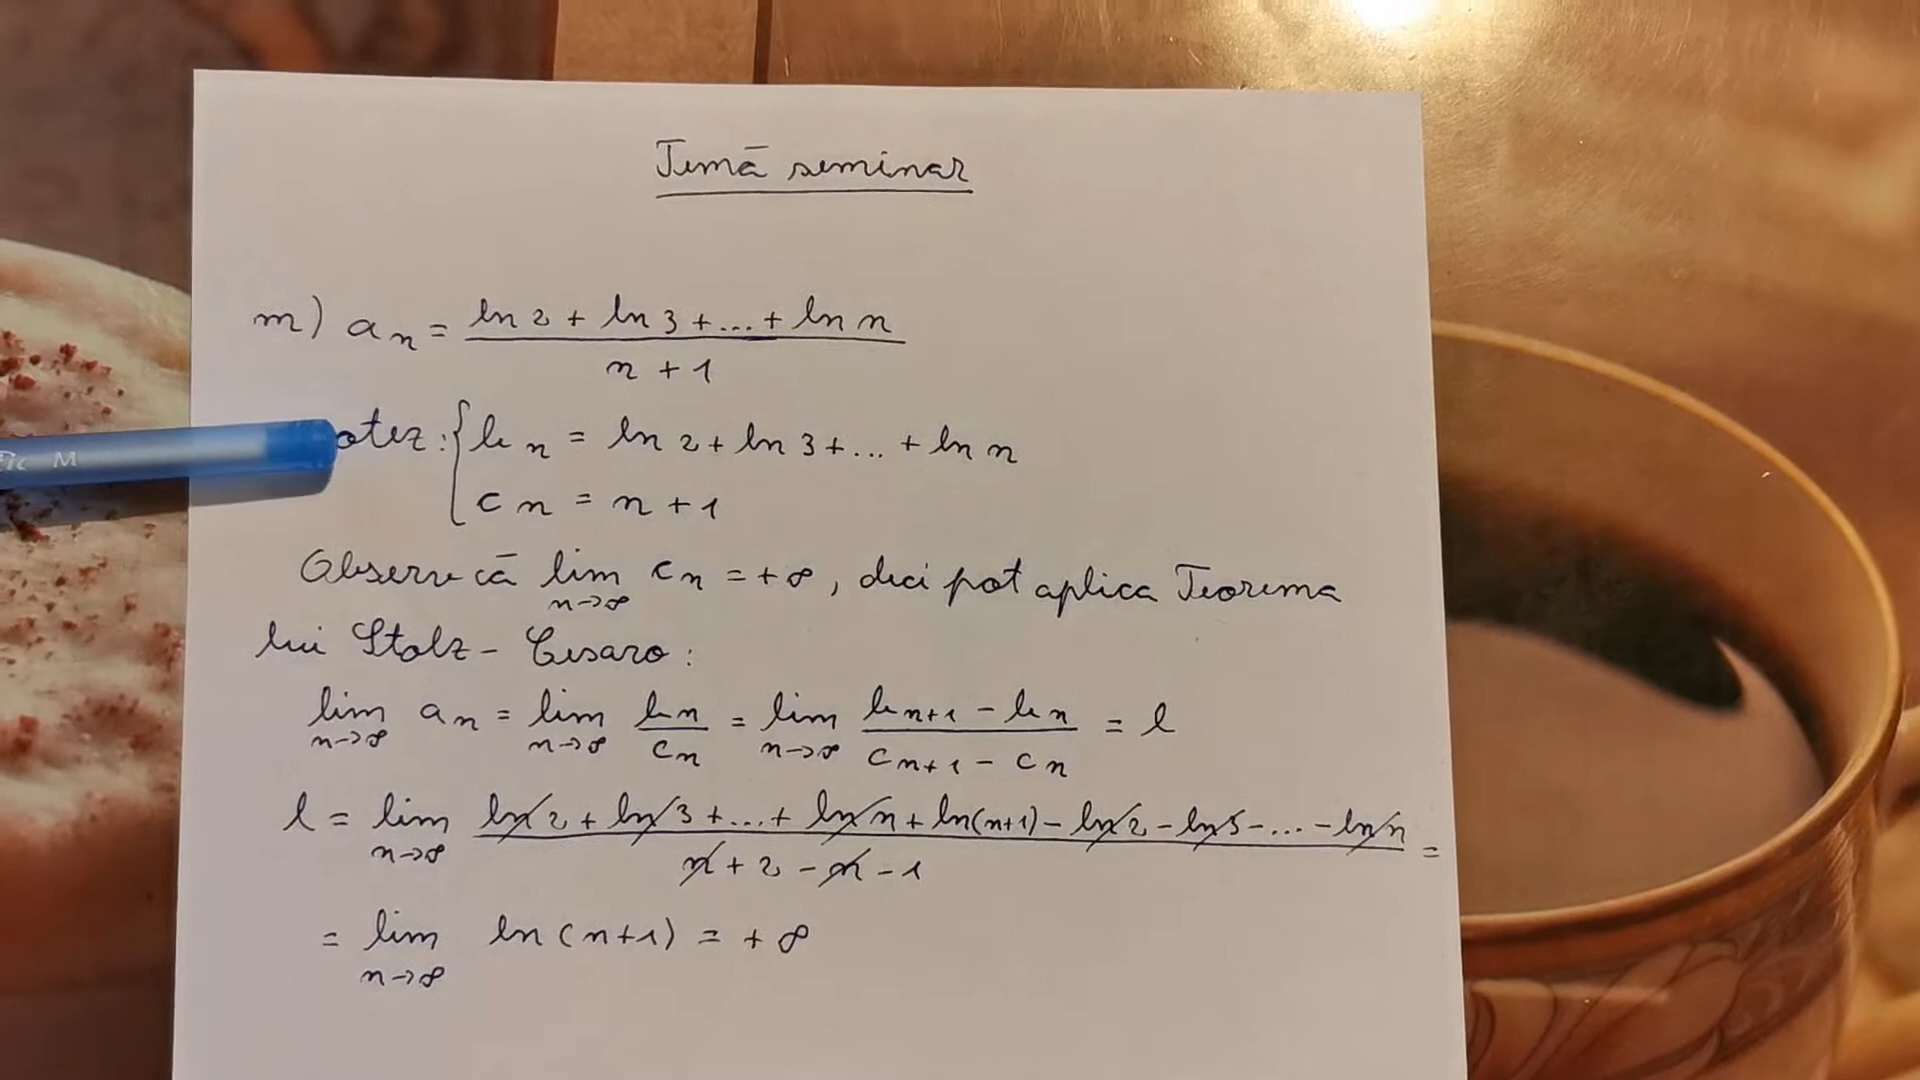 Temă seminar
m) a_n = (ln 2 + ln 3 + ... + ln n) / (n + 1)
otez: { b_n = ln 2 + ln 3 + ... + ln n
c_n = n + 1
Observ că lim_{n→∞} c_n = +∞, deci pot aplica Teorema
lui Stolz - Cesaro:
lim_{n→∞} a_n = lim_{n→∞} b_n / c_n = lim_{n→∞} (b_{n+1} - b_n) / (c_{n+1} - c_n) = l
l = lim_{n→∞} (ln 2 + ln 3 + ... + ln n + ln(n+1) - ln 2 - ln 3 - ... - ln n) / (n + 2 - n - 1) =
= lim_{n→∞} ln(n+1) = +∞
M